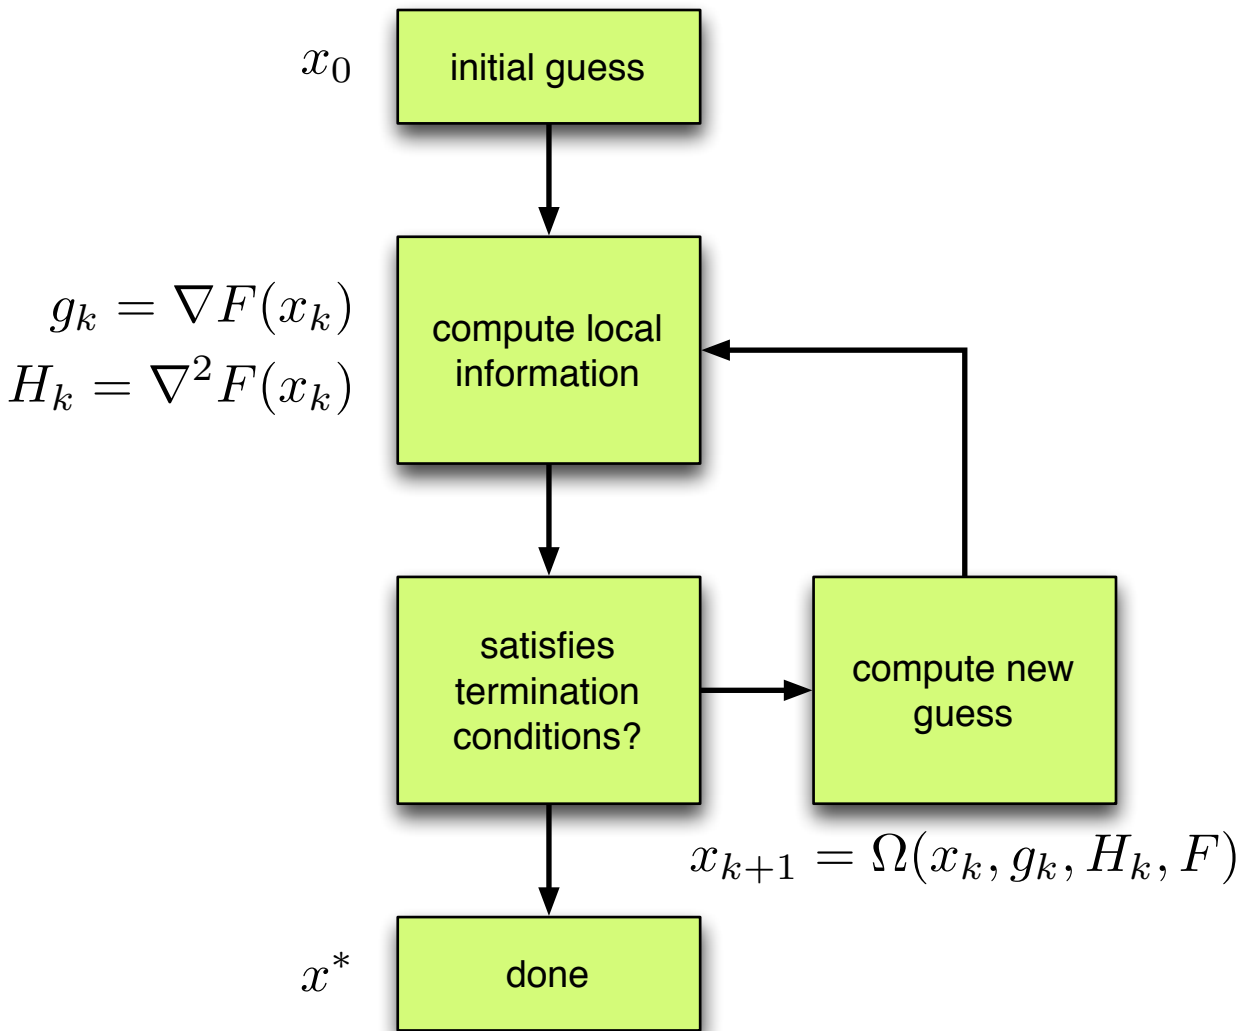 x_0
initial guess
g_k = ∇F(x_k)
H_k = ∇^2F(x_k)
compute local
information
satisfies
termination
conditions?
compute new
guess
x_{k+1} = Ω(x_k, g_k, H_k, F)
x^*
done